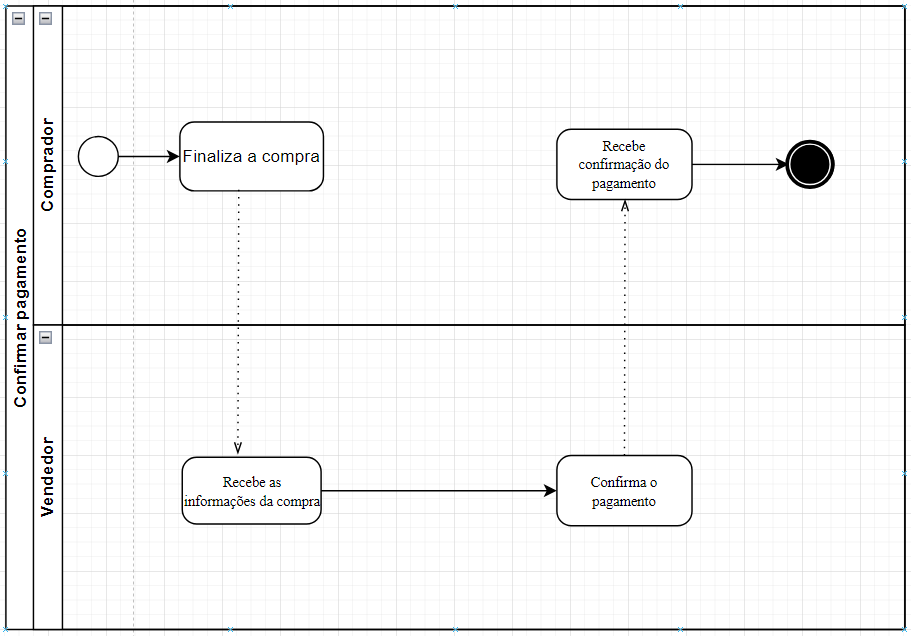 Confirmar pagamento
Comprador
Finaliza a compra
Recebe
confirmação do
pagamento
Vendedor
Recebe as
informações da compra
Confirma o
pagamento